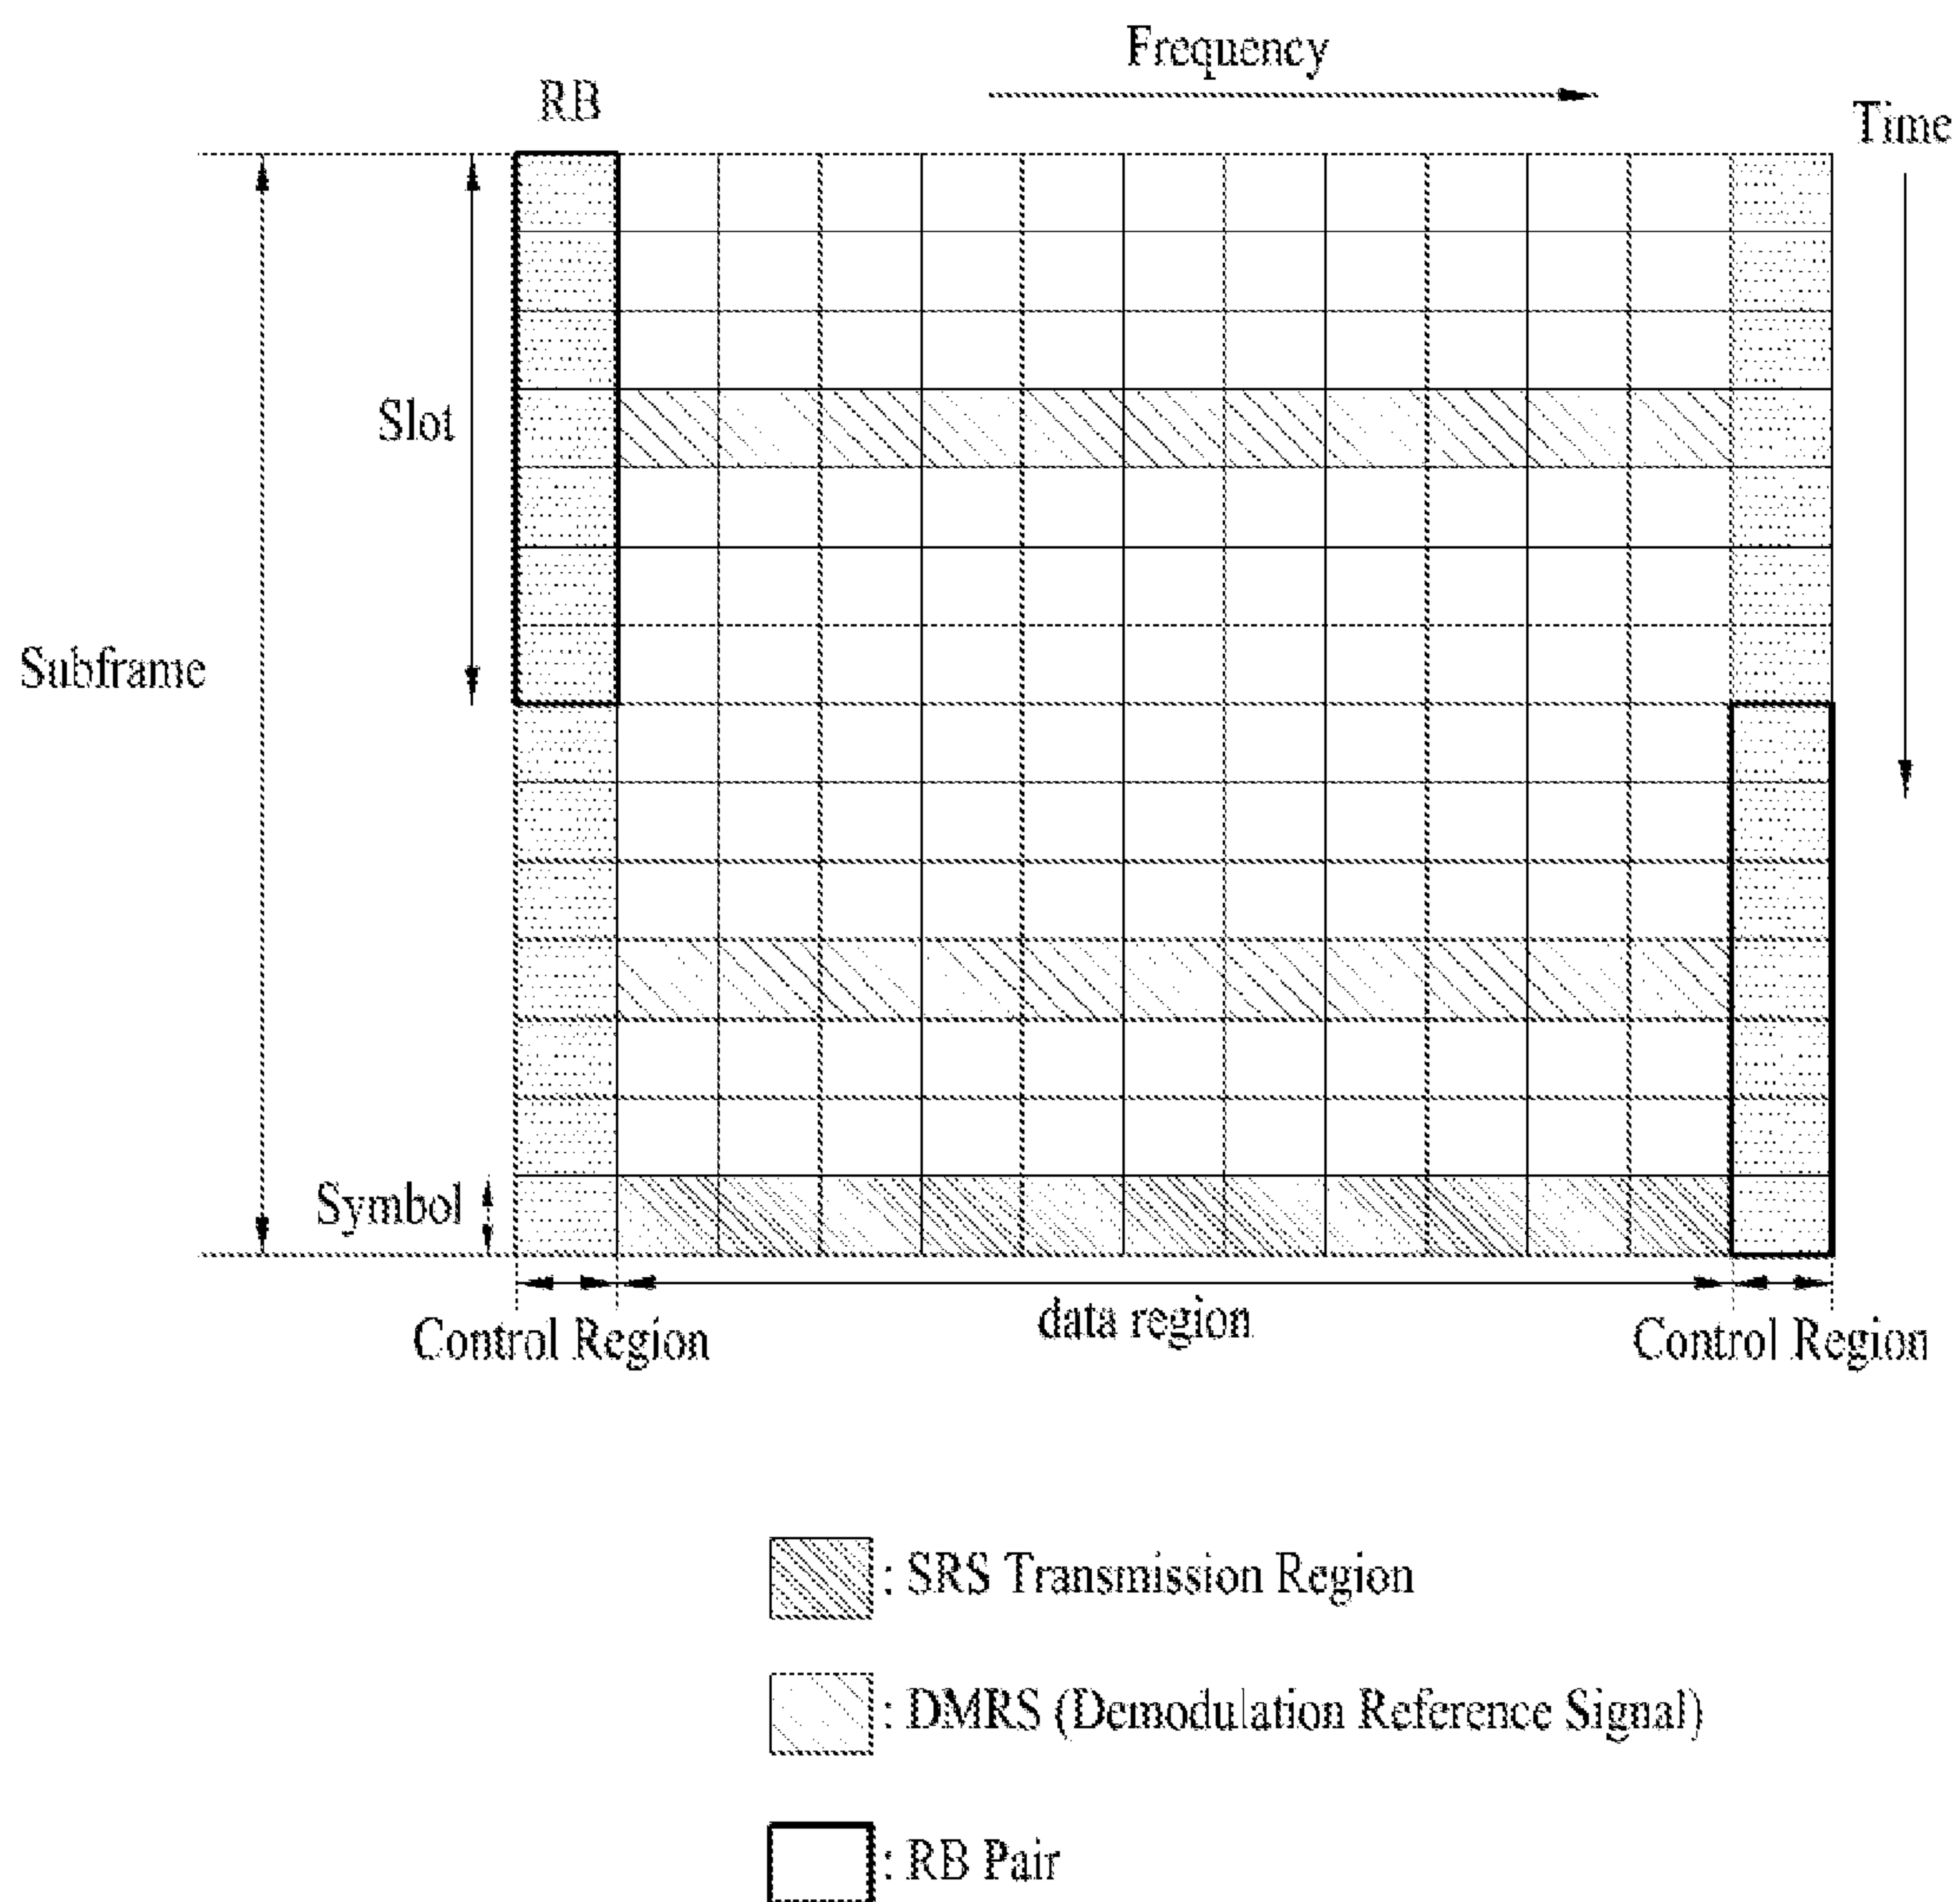 Frequency
RB
Time
Slot
Subframe
Symbol
data region
Control Region
Control Region
: SRS Transmission Region
: DMRS (Demodulation Reference Signal)
: RB Pair